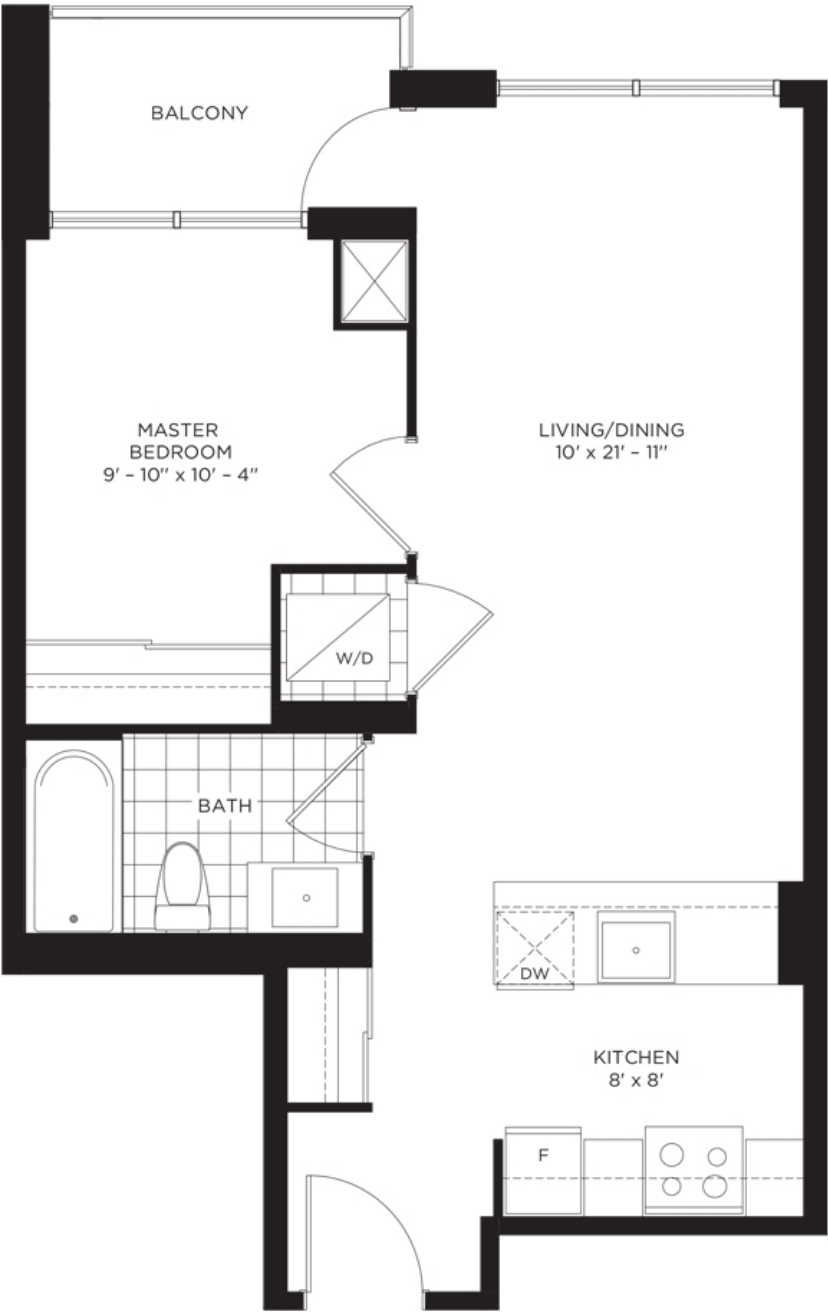 BALCONY
MASTER
BEDROOM
9' – 10" x 10' – 4"
LIVING/DINING
10' x 21' – 11"
W/D
BATH
DW
KITCHEN
8' x 8'
F